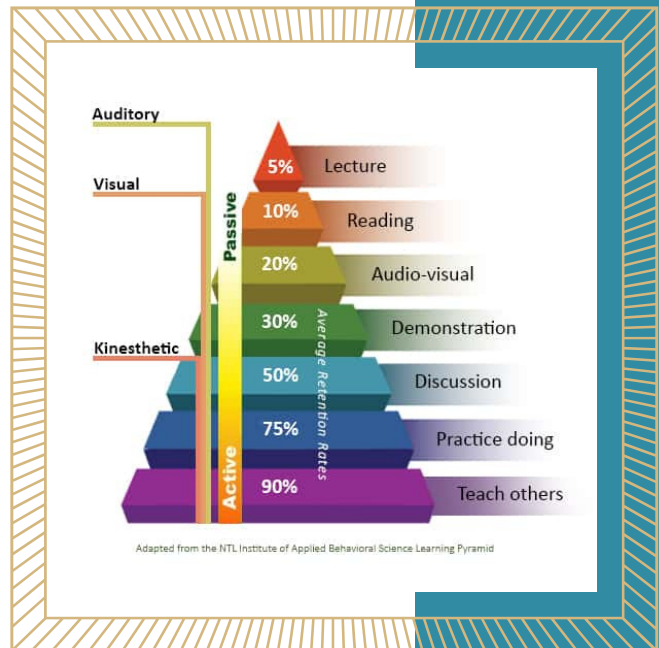 Auditory
Visual
Kinesthetic
Passive
Active
5% Lecture
10% Reading
20% Audio-visual
30% Demonstration
50% Discussion
75% Practice doing
90% Teach others
Average Retention Rates
Adapted from the NTL Institute of Applied Behavioral Science Learning Pyramid